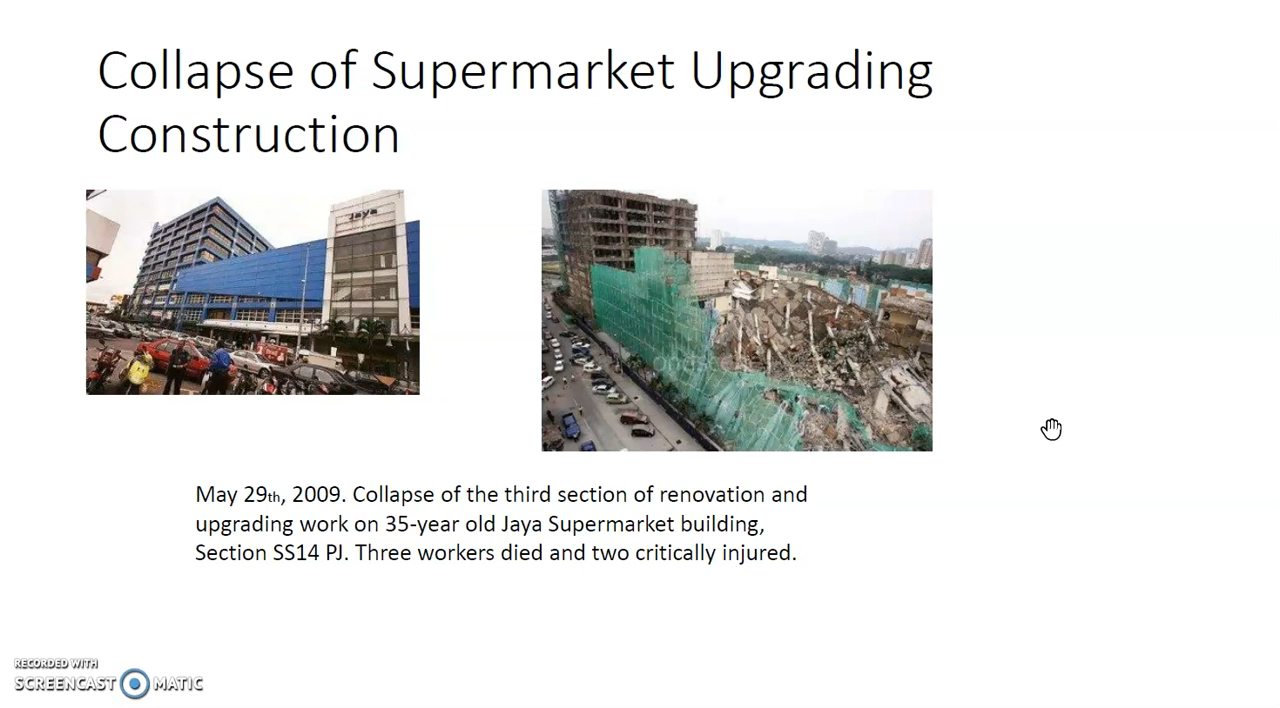 Collapse of Supermarket Upgrading
Construction
Jaya
May 29th, 2009. Collapse of the third section of renovation and
upgrading work on 35-year old Jaya Supermarket building,
Section SS14 PJ. Three workers died and two critically injured.
RECORDED WITH
SCREENCAST MATIC